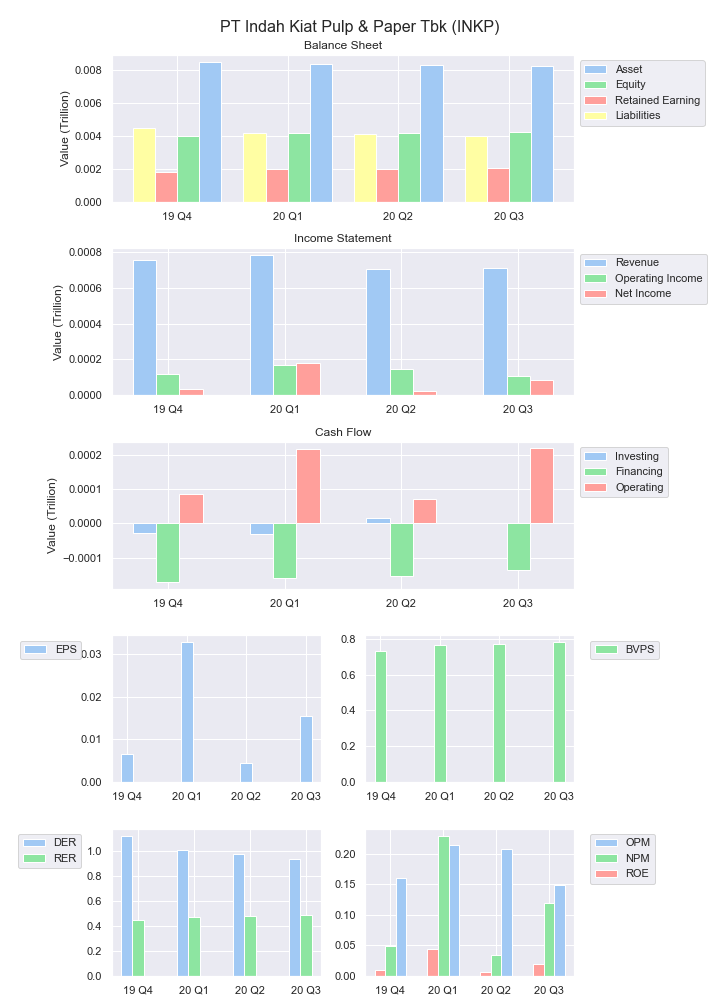 PT Indah Kiat Pulp & Paper Tbk (INKP)
Balance Sheet
Value (Trillion)
0.008
0.006
0.004
0.002
0.000
19 Q4 20 Q1 20 Q2 20 Q3
Asset
Equity
Retained Earning
Liabilities
Income Statement
Value (Trillion)
0.0008
0.0006
0.0004
0.0002
0.0000
19 Q4 20 Q1 20 Q2 20 Q3
Revenue
Operating Income
Net Income
Cash Flow
Value (Trillion)
0.0002
0.0001
0.0000
−0.0001
19 Q4 20 Q1 20 Q2 20 Q3
Investing
Financing
Operating
EPS
0.03
0.02
0.01
0.00
19 Q4 20 Q1 20 Q2 20 Q3
0.8
0.6
0.4
0.2
0.0
19 Q4 20 Q1 20 Q2 20 Q3
BVPS
DER
RER
1.0
0.8
0.6
0.4
0.2
0.0
19 Q4 20 Q1 20 Q2 20 Q3
0.20
0.15
0.10
0.05
0.00
19 Q4 20 Q1 20 Q2 20 Q3
OPM
NPM
ROE